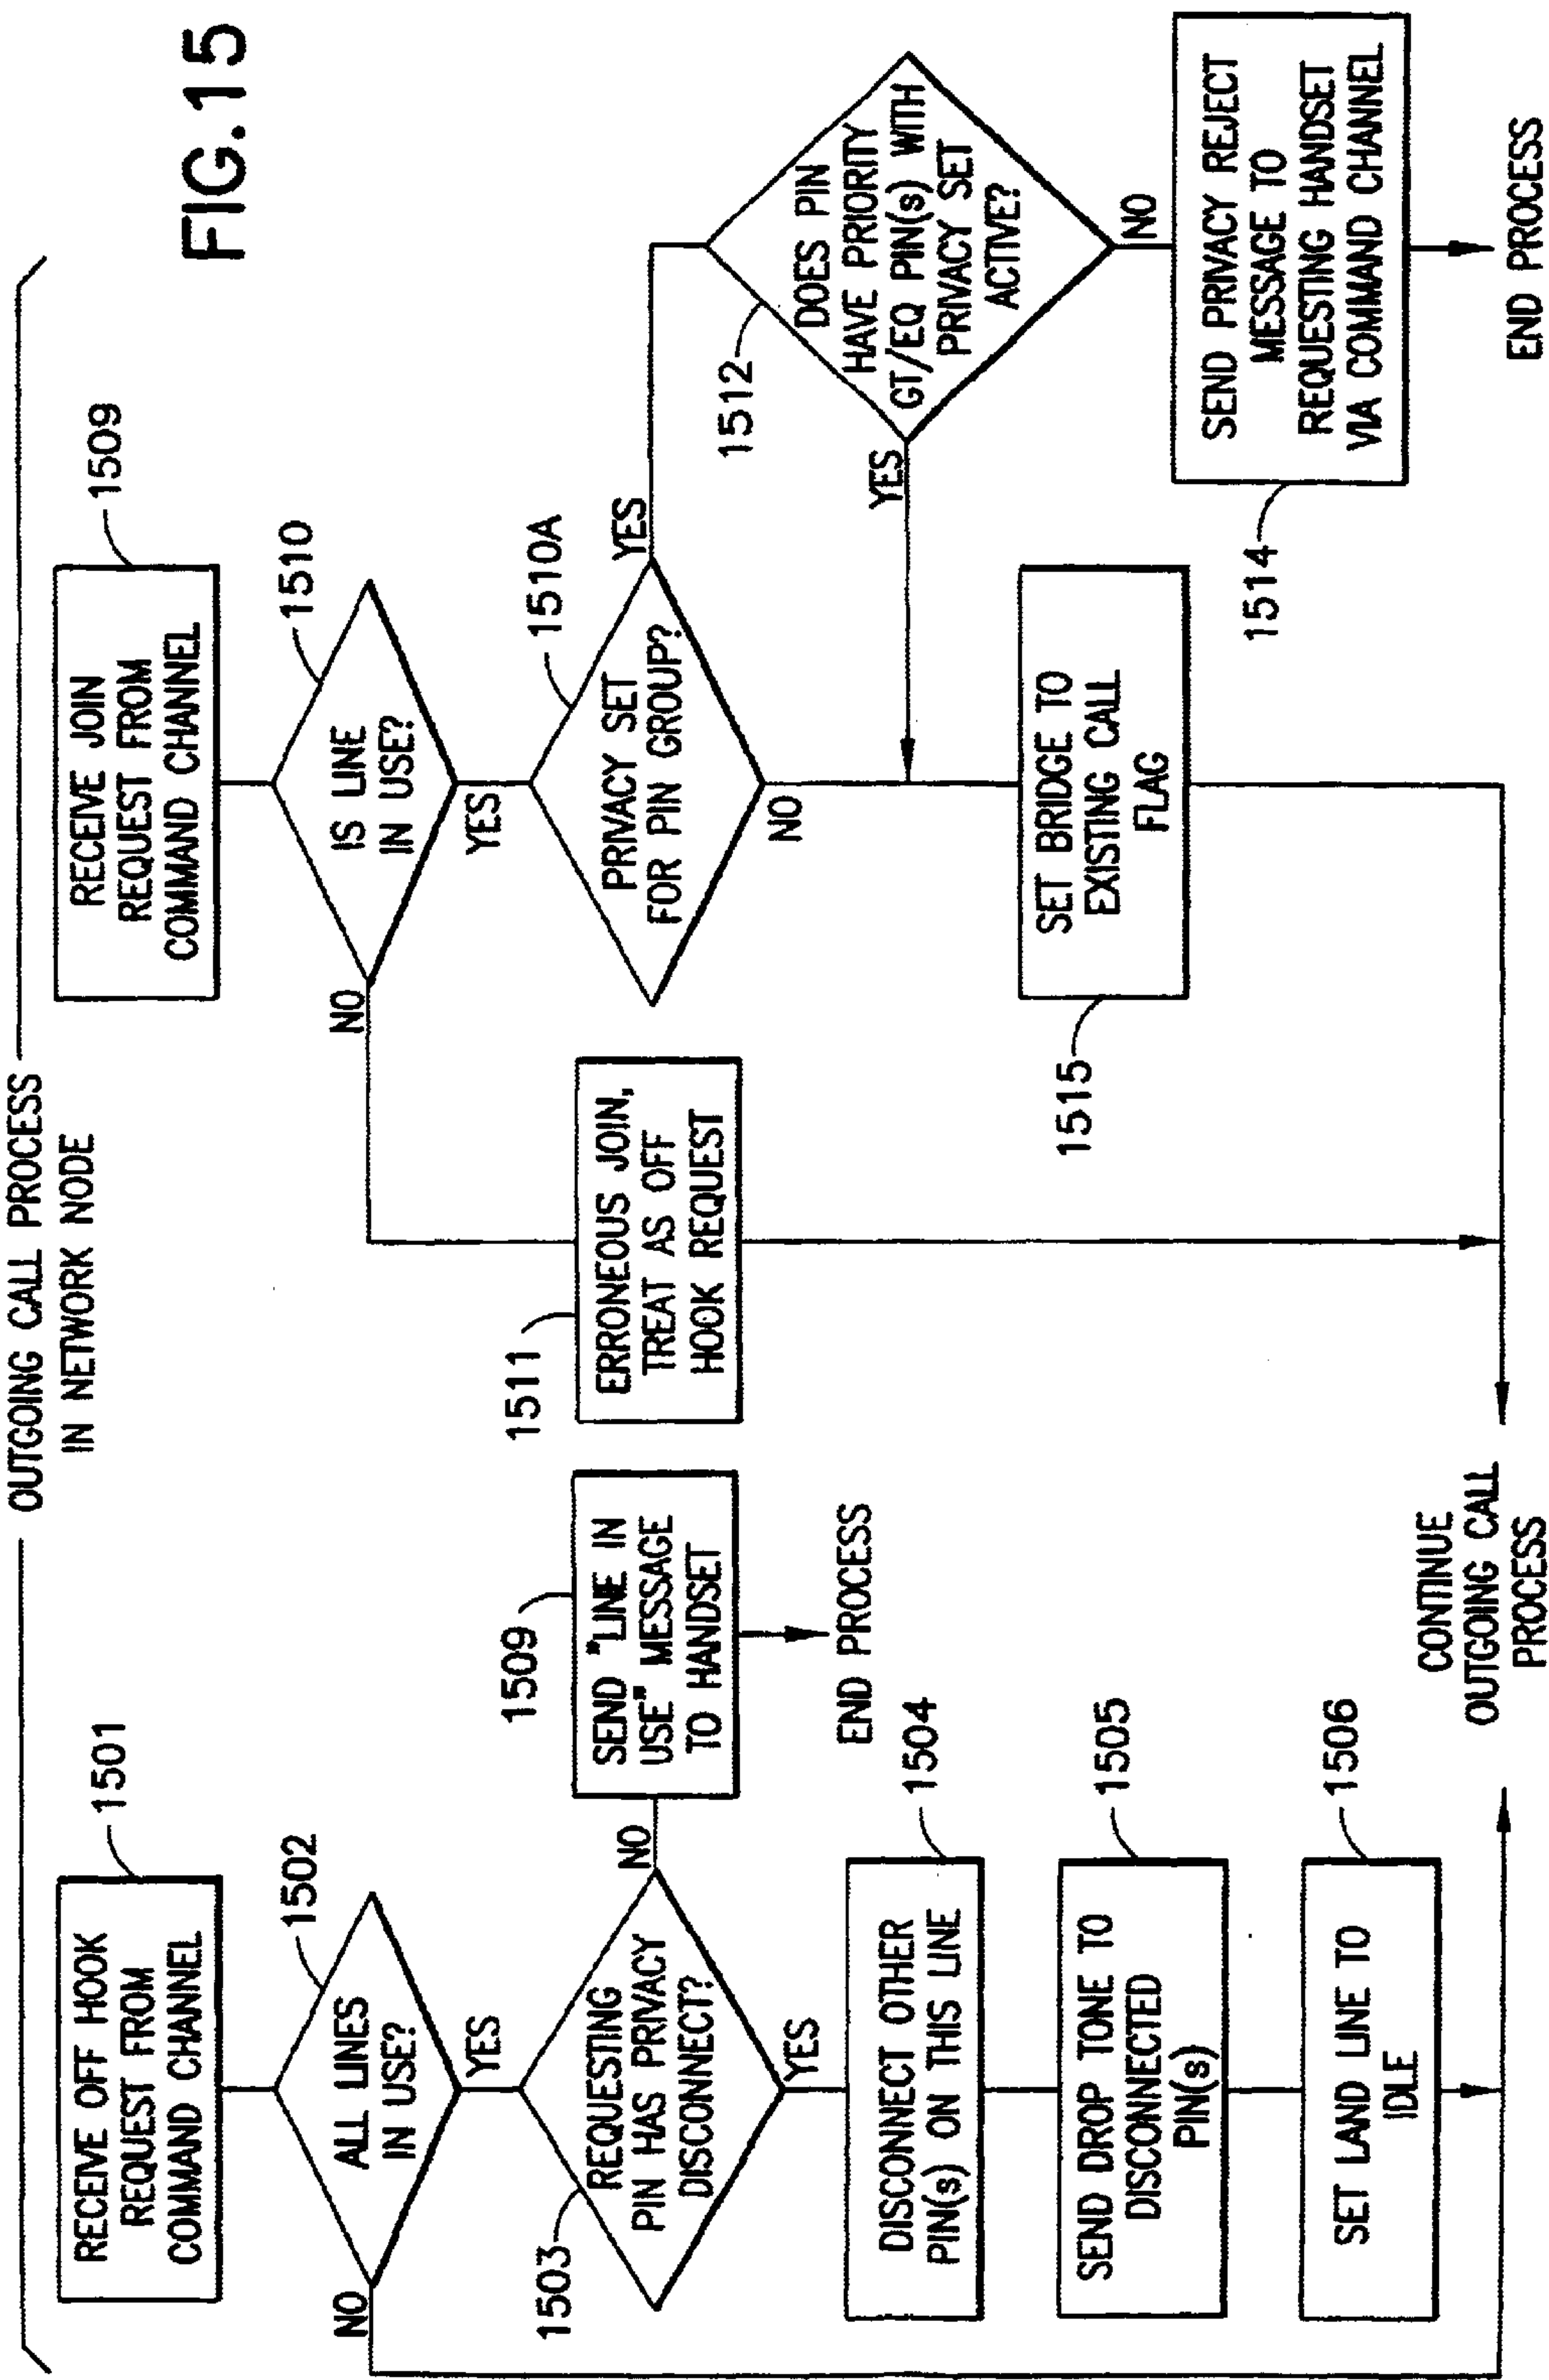 OUTGOING CALL PROCESS
IN NETWORK NODE
FIG.15
RECEIVE OFF HOOK
REQUEST FROM
COMMAND CHANNEL
1501
ALL LINES
IN USE?
1502
NO
YES
REQUESTING
PIN HAS PRIVACY
DISCONNECT?
1503
NO
YES
SEND "LINE IN
USE" MESSAGE
TO HANDSET
1509
END PROCESS
DISCONNECT OTHER
PIN(s) ON THIS LINE
1504
SEND DROP TONE TO
DISCONNECTED
PIN(s)
1505
SET LAND LINE TO
IDLE
1506
CONTINUE
OUTGOING CALL
PROCESS
RECEIVE JOIN
REQUEST FROM
COMMAND CHANNEL
1509
IS LINE
IN USE?
1510
NO
YES
ERRONEOUS JOIN,
TREAT AS OFF
HOOK REQUEST
1511
PRIVACY SET
FOR PIN GROUP?
1510A
YES
NO
DOES PIN
HAVE PRIORITY
GT/EQ PIN(s) WITH
PRIVACY SET
ACTIVE?
1512
YES
NO
SET BRIDGE TO
EXISTING CALL
FLAG
1515
SEND PRIVACY REJECT
MESSAGE TO
REQUESTING HANDSET
VIA COMMAND CHANNEL
1514
END PROCESS